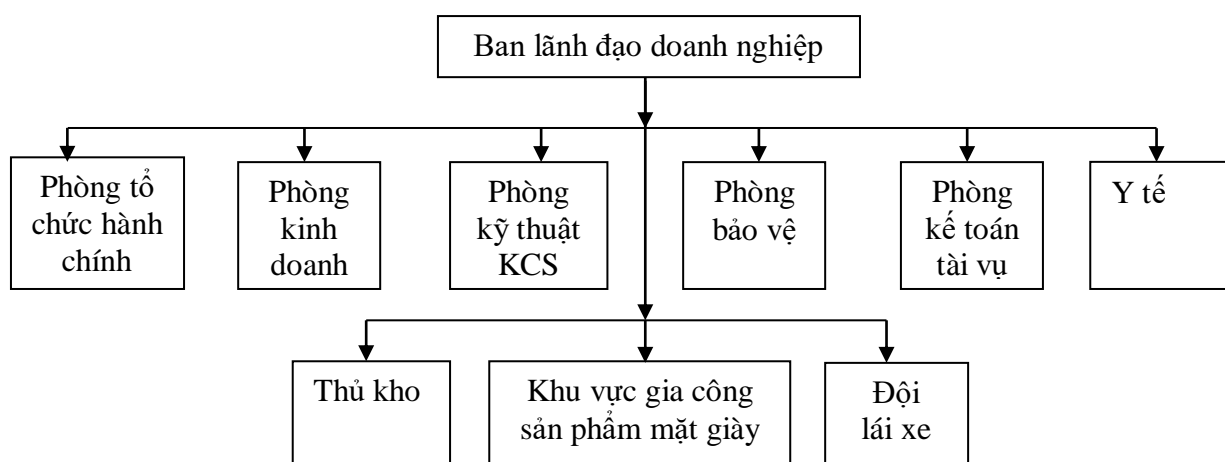 Ban lãnh đạo doanh nghiệp
Phòng tổ
chức hành
chính
Phòng
kinh
doanh
Phòng
kỹ thuật
KCS
Phòng
bảo vệ
Phòng
kế toán
tài vụ
Y tế
Thủ kho
Khu vực gia công
sản phẩm mặt giày
Đội
lái xe